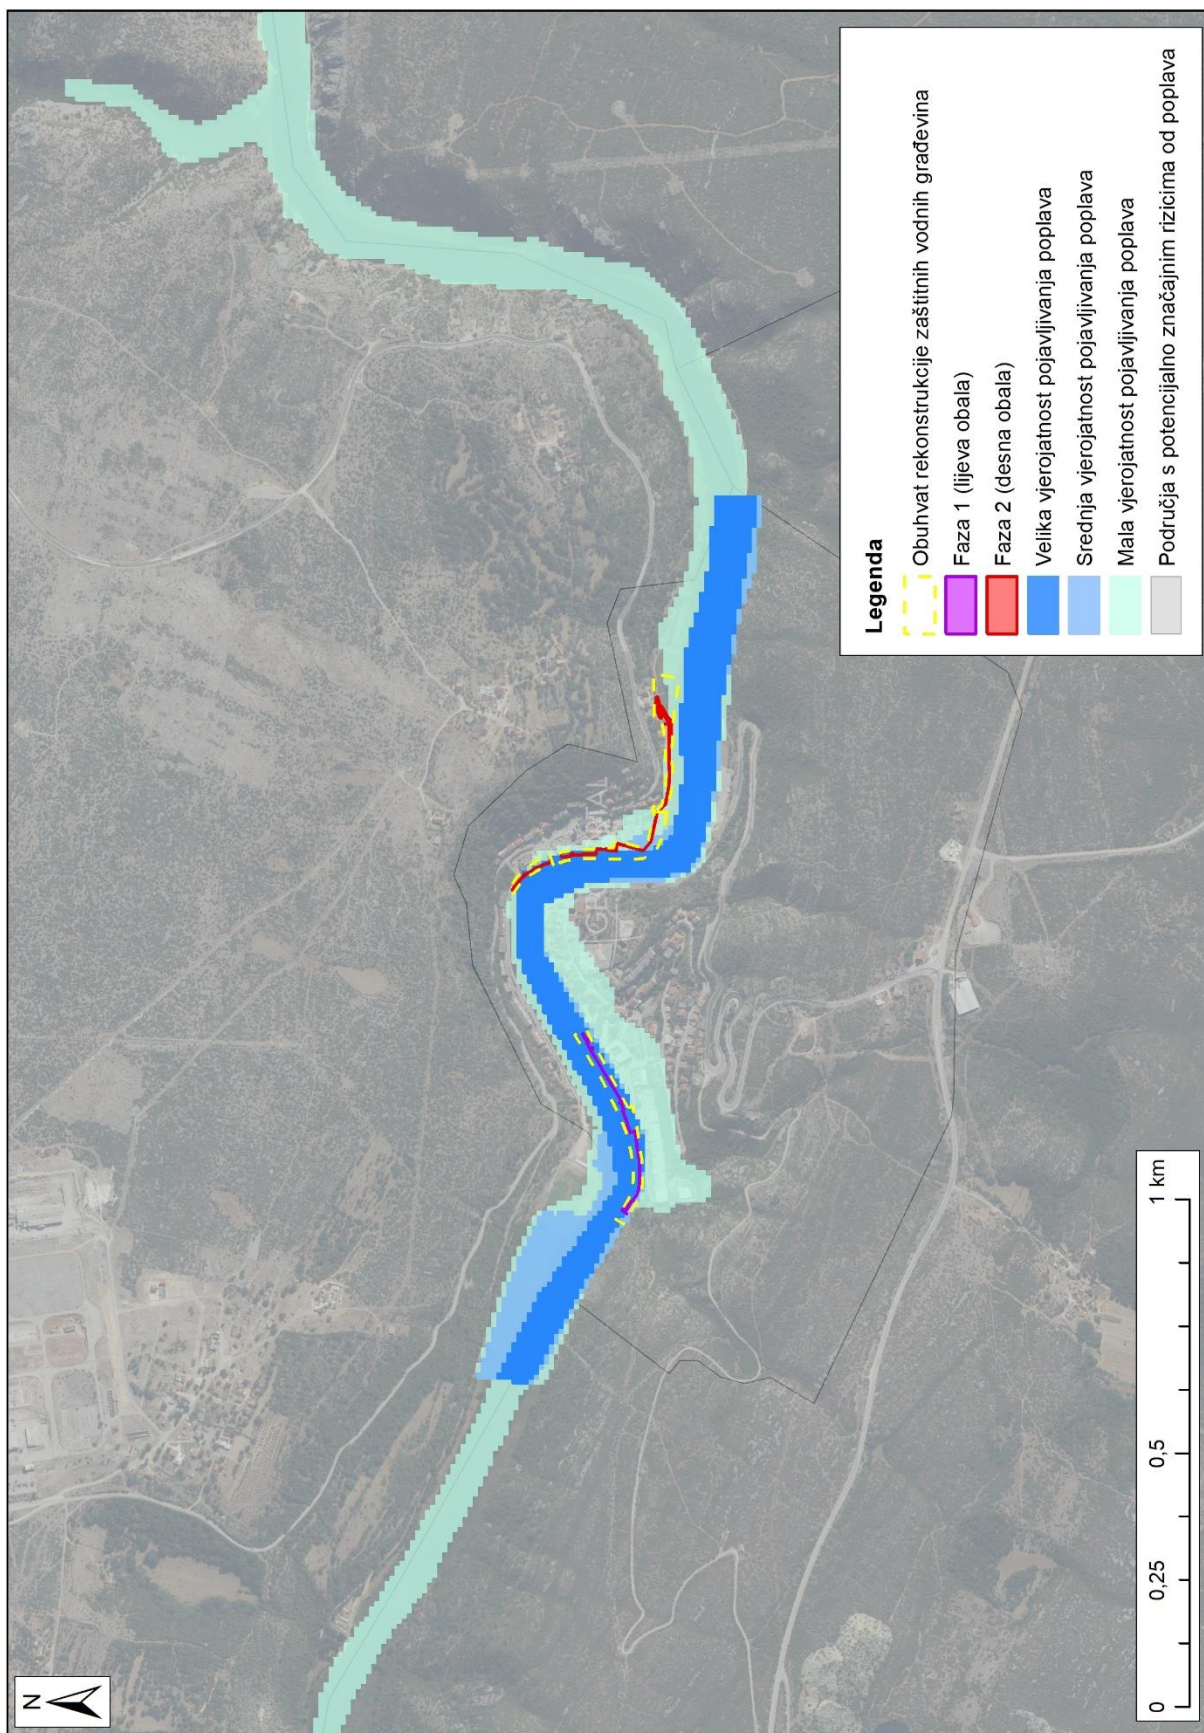 N
Legenda
Obuhvat rekonstrukcije zaštitnih vodnih građevina
Faza 1 (lijeva obala)
Faza 2 (desna obala)
Velika vjerojatnost pojavljivanja poplava
Srednja vjerojatnost pojavljivanja poplava
Mala vjerojatnost pojavljivanja poplava
Područja s potencijalno značajnim rizicima od poplava
0 0,25 0,5 1 km